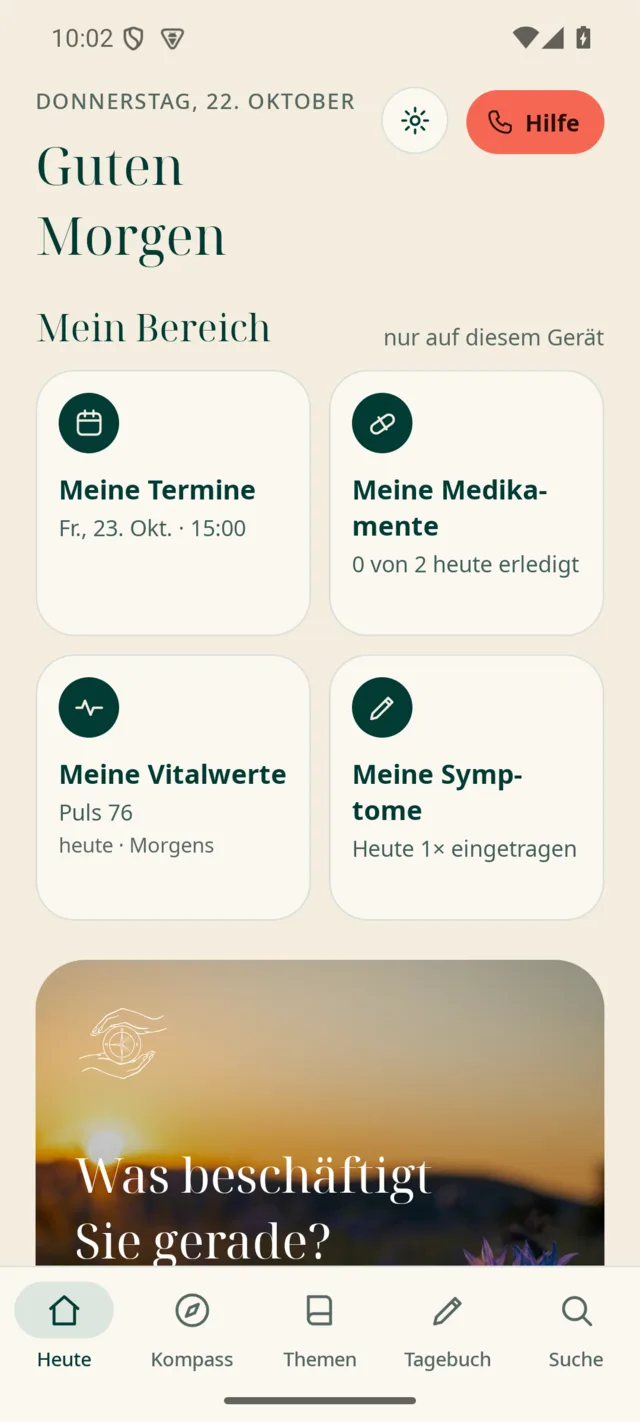 10:02
DONNERSTAG, 22. OKTOBER
Hilfe
Guten
Morgen
Mein Bereich
nur auf diesem Gerät
Meine Termine
Fr., 23. Okt. · 15:00
Meine Medika-
mente
0 von 2 heute erledigt
Meine Vitalwerte
Puls 76
heute · Morgens
Meine Symp-
tome
Heute 1× eingetragen
Was beschäftigt
Sie gerade?
Heute
Kompass
Themen
Tagebuch
Suche